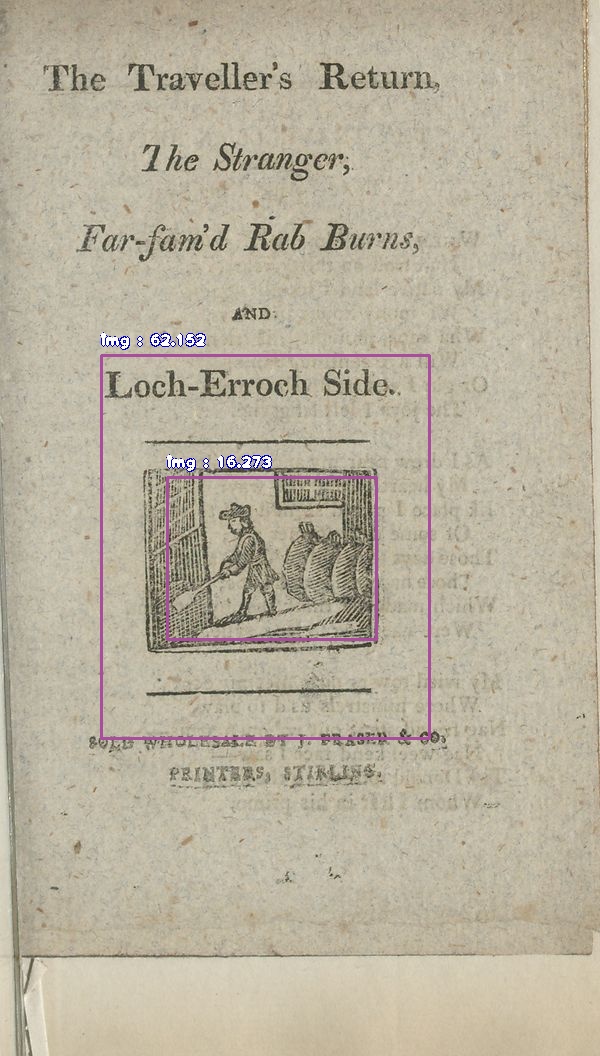 The Traveller's Return,
The Stranger,
Far-fam'd Rab Burns,
AND
img : 62.152
Loch-Erroch Side.
img : 16.273
SOLD WHOLESALE BY J. FRASER & CO.
PRINTERS, STIRLING.